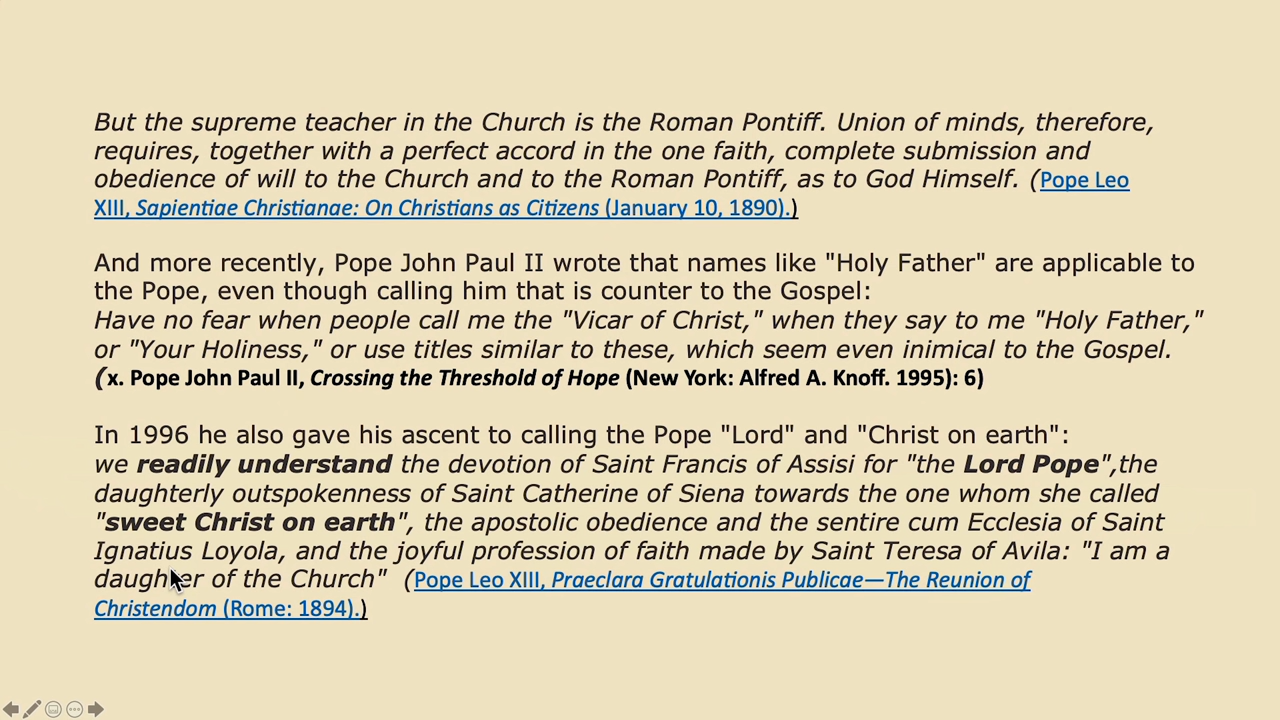 But the supreme teacher in the Church is the Roman Pontiff. Union of minds, therefore,
requires, together with a perfect accord in the one faith, complete submission and
obedience of will to the Church and to the Roman Pontiff, as to God Himself. (Pope Leo
XIII, Sapientiae Christianae: On Christians as Citizens (January 10, 1890).)
And more recently, Pope John Paul II wrote that names like "Holy Father" are applicable to
the Pope, even though calling him that is counter to the Gospel:
Have no fear when people call me the "Vicar of Christ," when they say to me "Holy Father,"
or "Your Holiness," or use titles similar to these, which seem even inimical to the Gospel.
(x. Pope John Paul II, Crossing the Threshold of Hope (New York: Alfred A. Knoff. 1995): 6)
In 1996 he also gave his ascent to calling the Pope "Lord" and "Christ on earth":
we readily understand the devotion of Saint Francis of Assisi for "the Lord Pope",the
daughterly outspokenness of Saint Catherine of Siena towards the one whom she called
"sweet Christ on earth", the apostolic obedience and the sentire cum Ecclesia of Saint
Ignatius Loyola, and the joyful profession of faith made by Saint Teresa of Avila: "I am a
daughter of the Church" (Pope Leo XIII, Praeclara Gratulationis Publicae—The Reunion of
Christendom (Rome: 1894).)